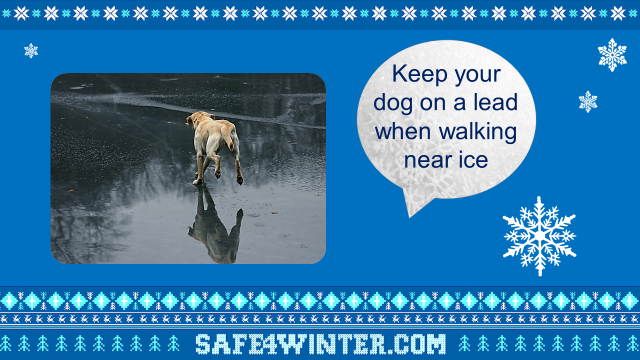 Keep your
dog on a lead
when walking
near ice
SAFE4WINTER.COM